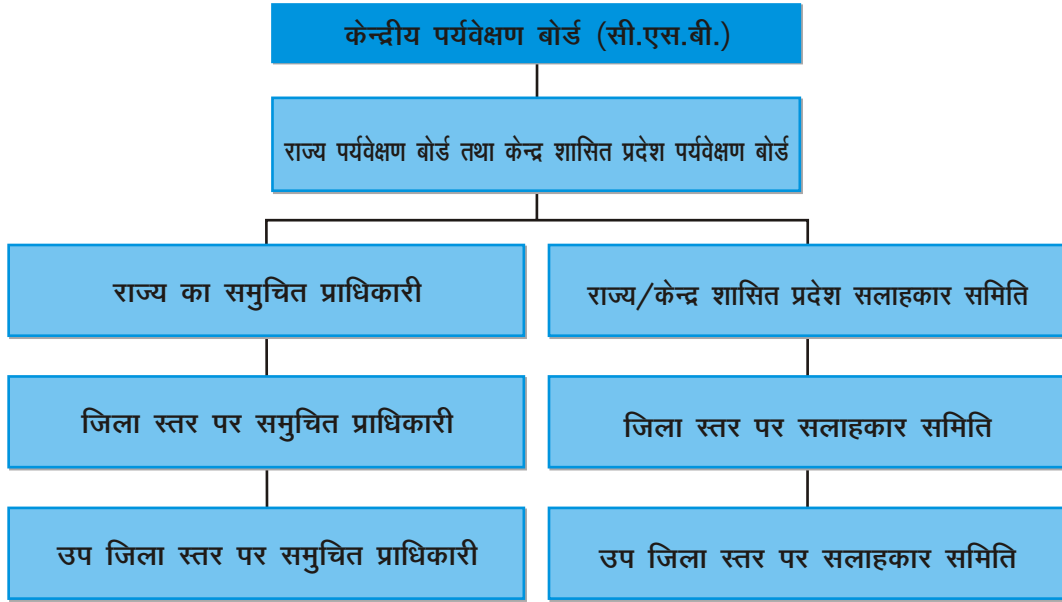 केन्द्रीय पर्यवेक्षण बोर्ड (सी.एस.बी.)
राज्य पर्यवेक्षण बोर्ड तथा केन्द्र शासित प्रदेश पर्यवेक्षण बोर्ड
राज्य का समुचित प्राधिकारी
राज्य/केन्द्र शासित प्रदेश सलाहकार समिति
जिला स्तर पर समुचित प्राधिकारी
जिला स्तर पर सलाहकार समिति
उप जिला स्तर पर समुचित प्राधिकारी
उप जिला स्तर पर सलाहकार समिति